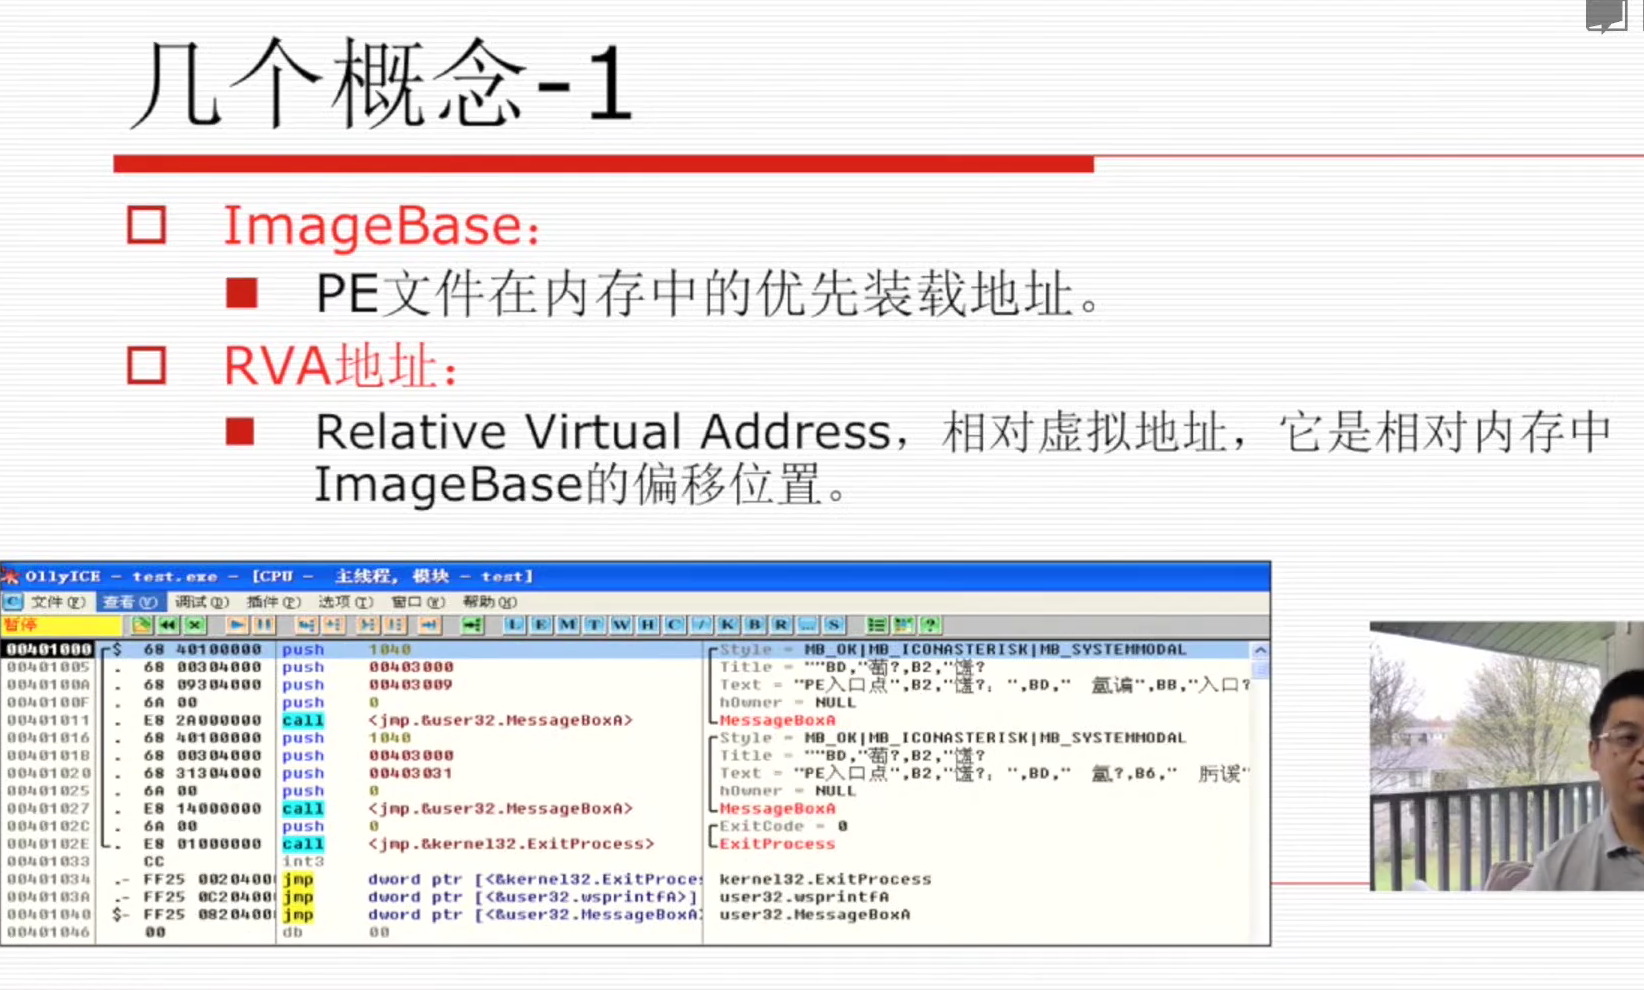 几个概念-1
ImageBase：
PE文件在内存中的优先装载地址。
RVA地址：
Relative Virtual Address，相对虚拟地址，它是相对内存中
ImageBase的偏移位置。
OllyICE - test.exe - [CPU - 主线程, 模块 - test]
文件(F) 查看(V) 调试(D) 插件(P) 选项(T) 窗口(W) 帮助(H)
暂停 L E M T W H C / K B R ... S ?
00401000 $ 68 40100000 push 1040 Style = MB_OK|MB_ICONASTERISK|MB_SYSTEMMODAL
00401005 . 68 00304000 push 00403000 Title = ""BD,"萄?,B2,"馐?
0040100A . 68 09304000 push 00403009 Text = "PE入口点",B2,"馐?：",BD,"氩谝",BB,"入口?
0040100F . 6A 00 push 0 hOwner = NULL
00401011 . E8 2A000000 call <jmp.&user32.MessageBoxA> MessageBoxA
00401016 . 68 40100000 push 1040 Style = MB_OK|MB_ICONASTERISK|MB_SYSTEMMODAL
0040101B . 68 00304000 push 00403000 Title = ""BD,"萄?,B2,"馐?
00401020 . 68 31304000 push 00403031 Text = "PE入口点",B2,"馐?：",BD,"氩?,B6,"
00401025 . 6A 00 push 0 hOwner = NULL
00401027 . E8 14000000 call <jmp.&user32.MessageBoxA> MessageBoxA
0040102C . 6A 00 push 0 ExitCode = 0
0040102E . E8 01000000 call <jmp.&kernel32.ExitProcess> ExitProcess
00401033 CC int3
00401034 .- FF25 00204000 jmp dword ptr [<&kernel32.ExitProces kernel32.ExitProcess
0040103A .- FF25 0C204000 jmp dword ptr [<&user32.wsprintfA>] user32.wsprintfA
00401040 $- FF25 08204000 jmp dword ptr [<&user32.MessageBoxA> user32.MessageBoxA
00401046 00 db 00